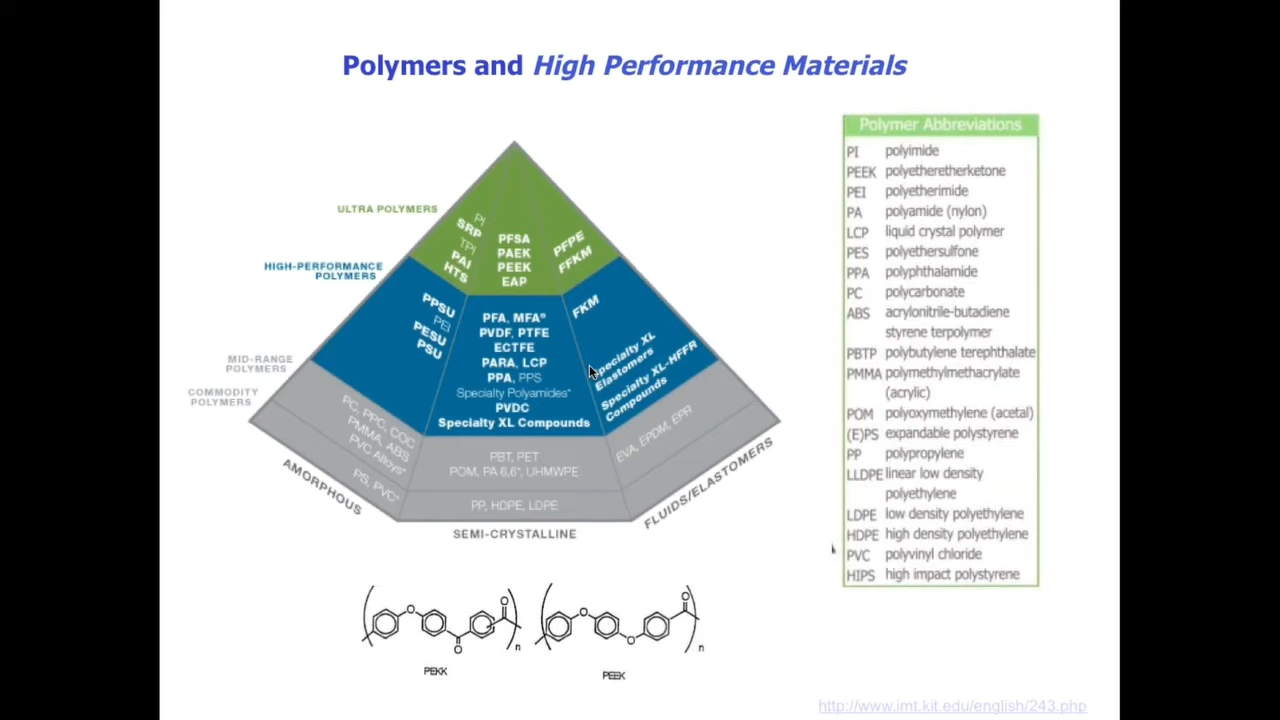 Polymers and High Performance Materials
ULTRA POLYMERS
HIGH-PERFORMANCE
POLYMERS
MID-RANGE
POLYMERS
COMMODITY
POLYMERS
PI
SRP
TPI
PAI
HTS
PFSA
PAEK
PEEK
EAP
PFPE
FFKM
PPSU
PEI
PESU
PSU
PFA, MFA®
PVDF, PTFE
ECTFE
PARA, LCP
PPA, PPS
Specialty Polyamides*
PVDC
Specialty XL Compounds
FKM
Specialty XL
Elastomers
Specialty XL-HFFR
Compounds
PC, PPC, COC
PMMA, ABS
PVC Alloys*
PS, PVC*
PBT, PET
POM, PA 6,6*, UHMWPE
PP, HDPE, LDPE
EVA, EPDM, EPR
AMORPHOUS
SEMI-CRYSTALLINE
FLUIDS/ELASTOMERS
Polymer Abbreviations
PI polyimide
PEEK polyetheretherketone
PEI polyetherimide
PA polyamide (nylon)
LCP liquid crystal polymer
PES polyethersulfone
PPA polyphthalamide
PC polycarbonate
ABS acrylonitrile-butadiene
styrene terpolymer
PBTP polybutylene terephthalate
PMMA polymethylmethacrylate
(acrylic)
POM polyoxymethylene (acetal)
(E)PS expandable polystyrene
PP polypropylene
LLDPE linear low density
polyethylene
LDPE low density polyethylene
HDPE high density polyethylene
PVC polyvinyl chloride
HIPS high impact polystyrene
O O O n
PEKK
O O O n
PEEK
http://www.imt.kit.edu/english/243.php